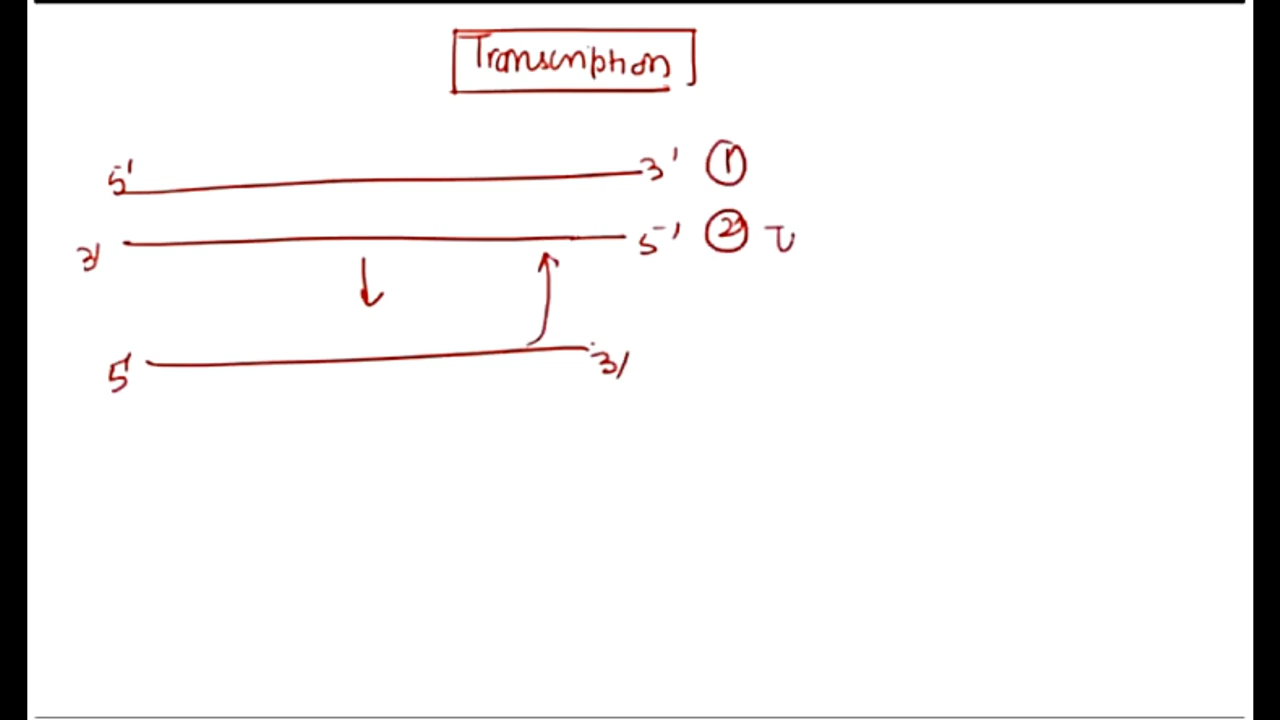 Transcription
5' 3' ①
3' 5' ② T
5' 3'